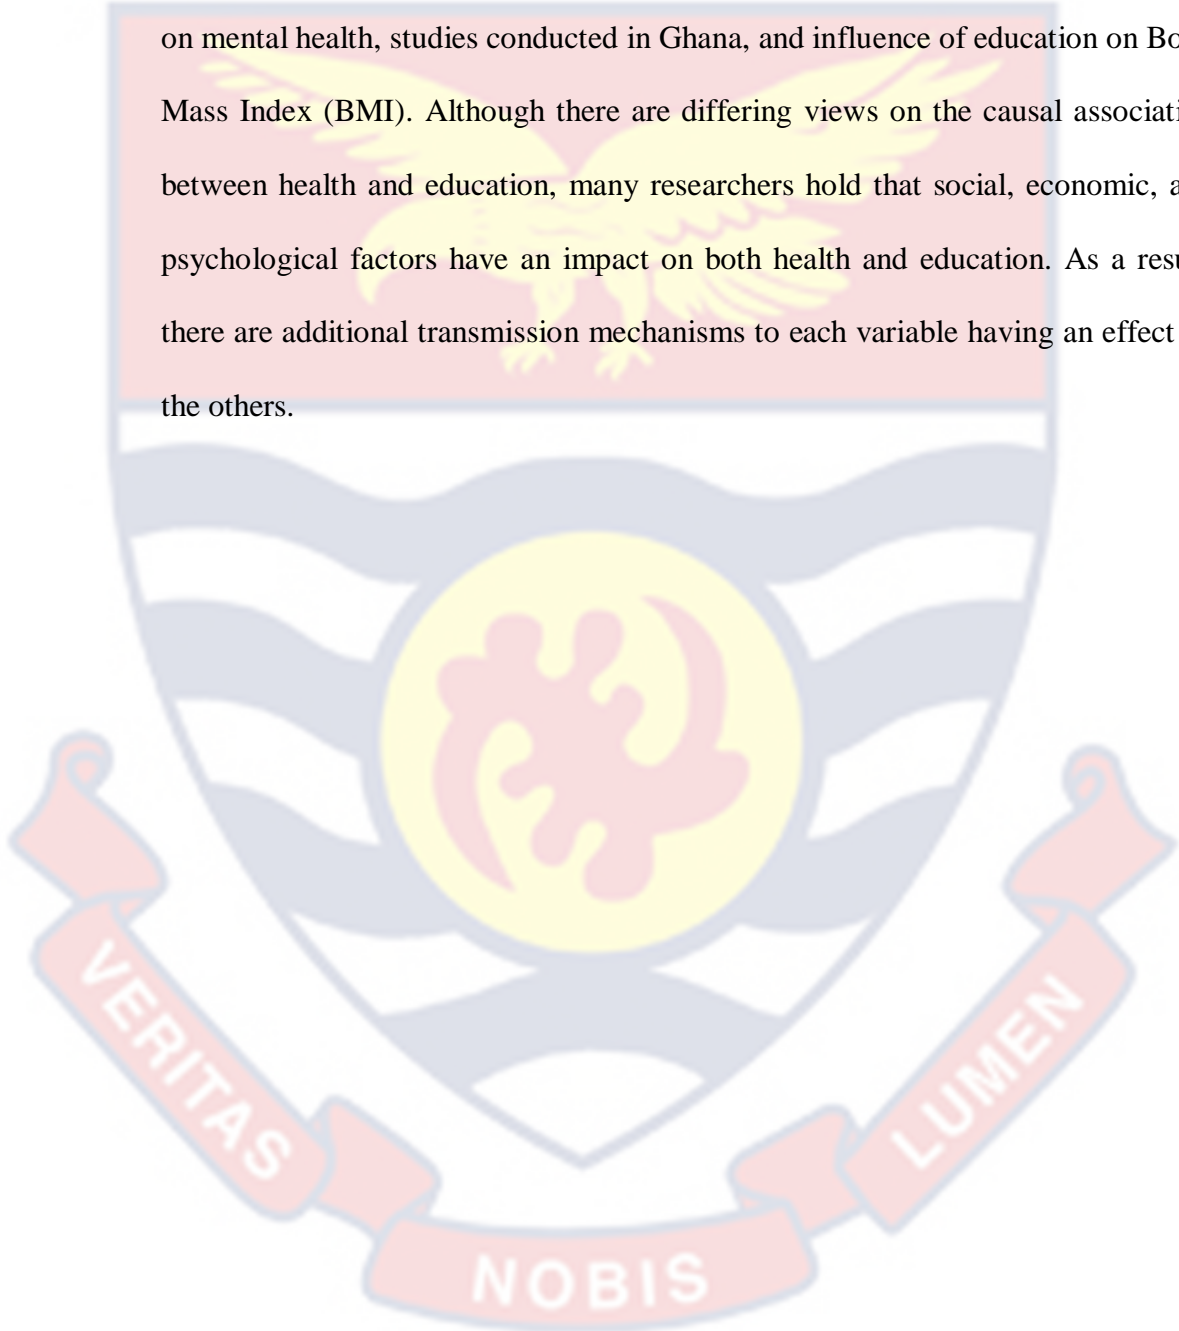 on mental health, studies conducted in Ghana, and influence of education on Bo
Mass Index (BMI). Although there are differing views on the causal associati
between health and education, many researchers hold that social, economic, a
psychological factors have an impact on both health and education. As a resu
there are additional transmission mechanisms to each variable having an effect
the others.
VERITAS
NOBIS
LUMEN